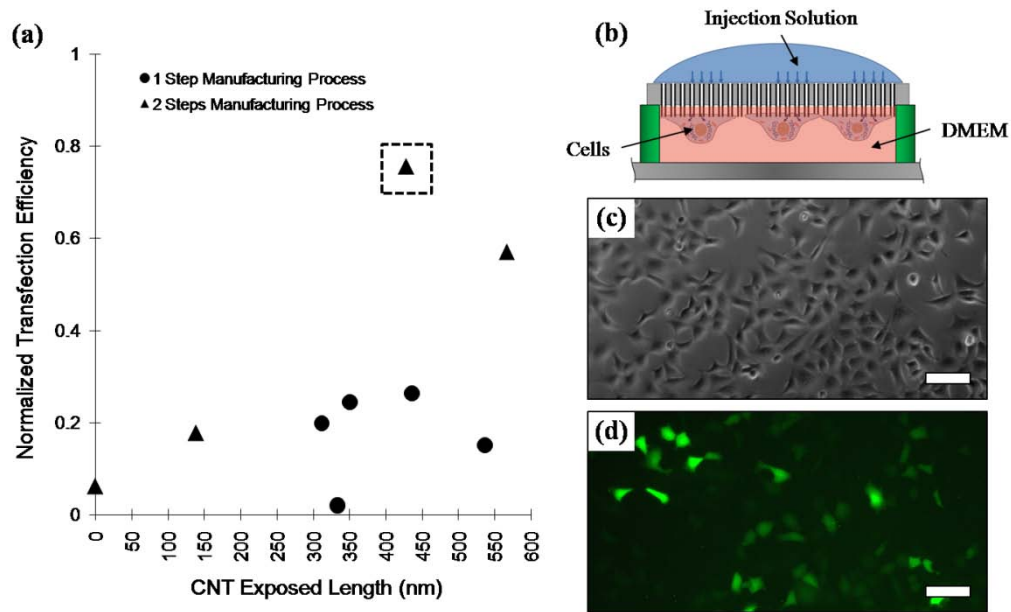 (a)
1
0.8
0.6
0.4
0.2
0
Normalized Transfection Efficiency
1 Step Manufacturing Process
2 Steps Manufacturing Process
0 50 100 150 200 250 300 350 400 450 500 550 600
CNT Exposed Length (nm)
(b)
Injection Solution
Cells
DMEM
(c)
(d)